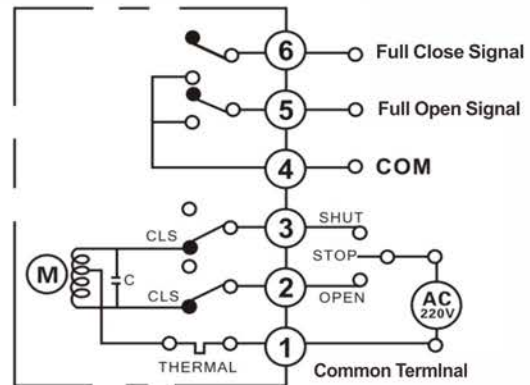 6 Full Close Signal
5 Full Open Signal
4 COM
CLS 3 SHUT
STOP
M C
CLS 2 OPEN
AC
220V
THERMAL 1 Common TermInal